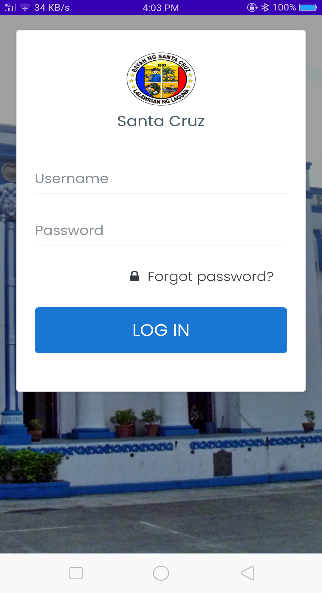 34 KB/s 4:03 PM 100%
BAYAN NG SANTA CRUZ
LALAWIGAN NG LAGUNA
Santa Cruz
Username
Password
Forgot password?
LOG IN